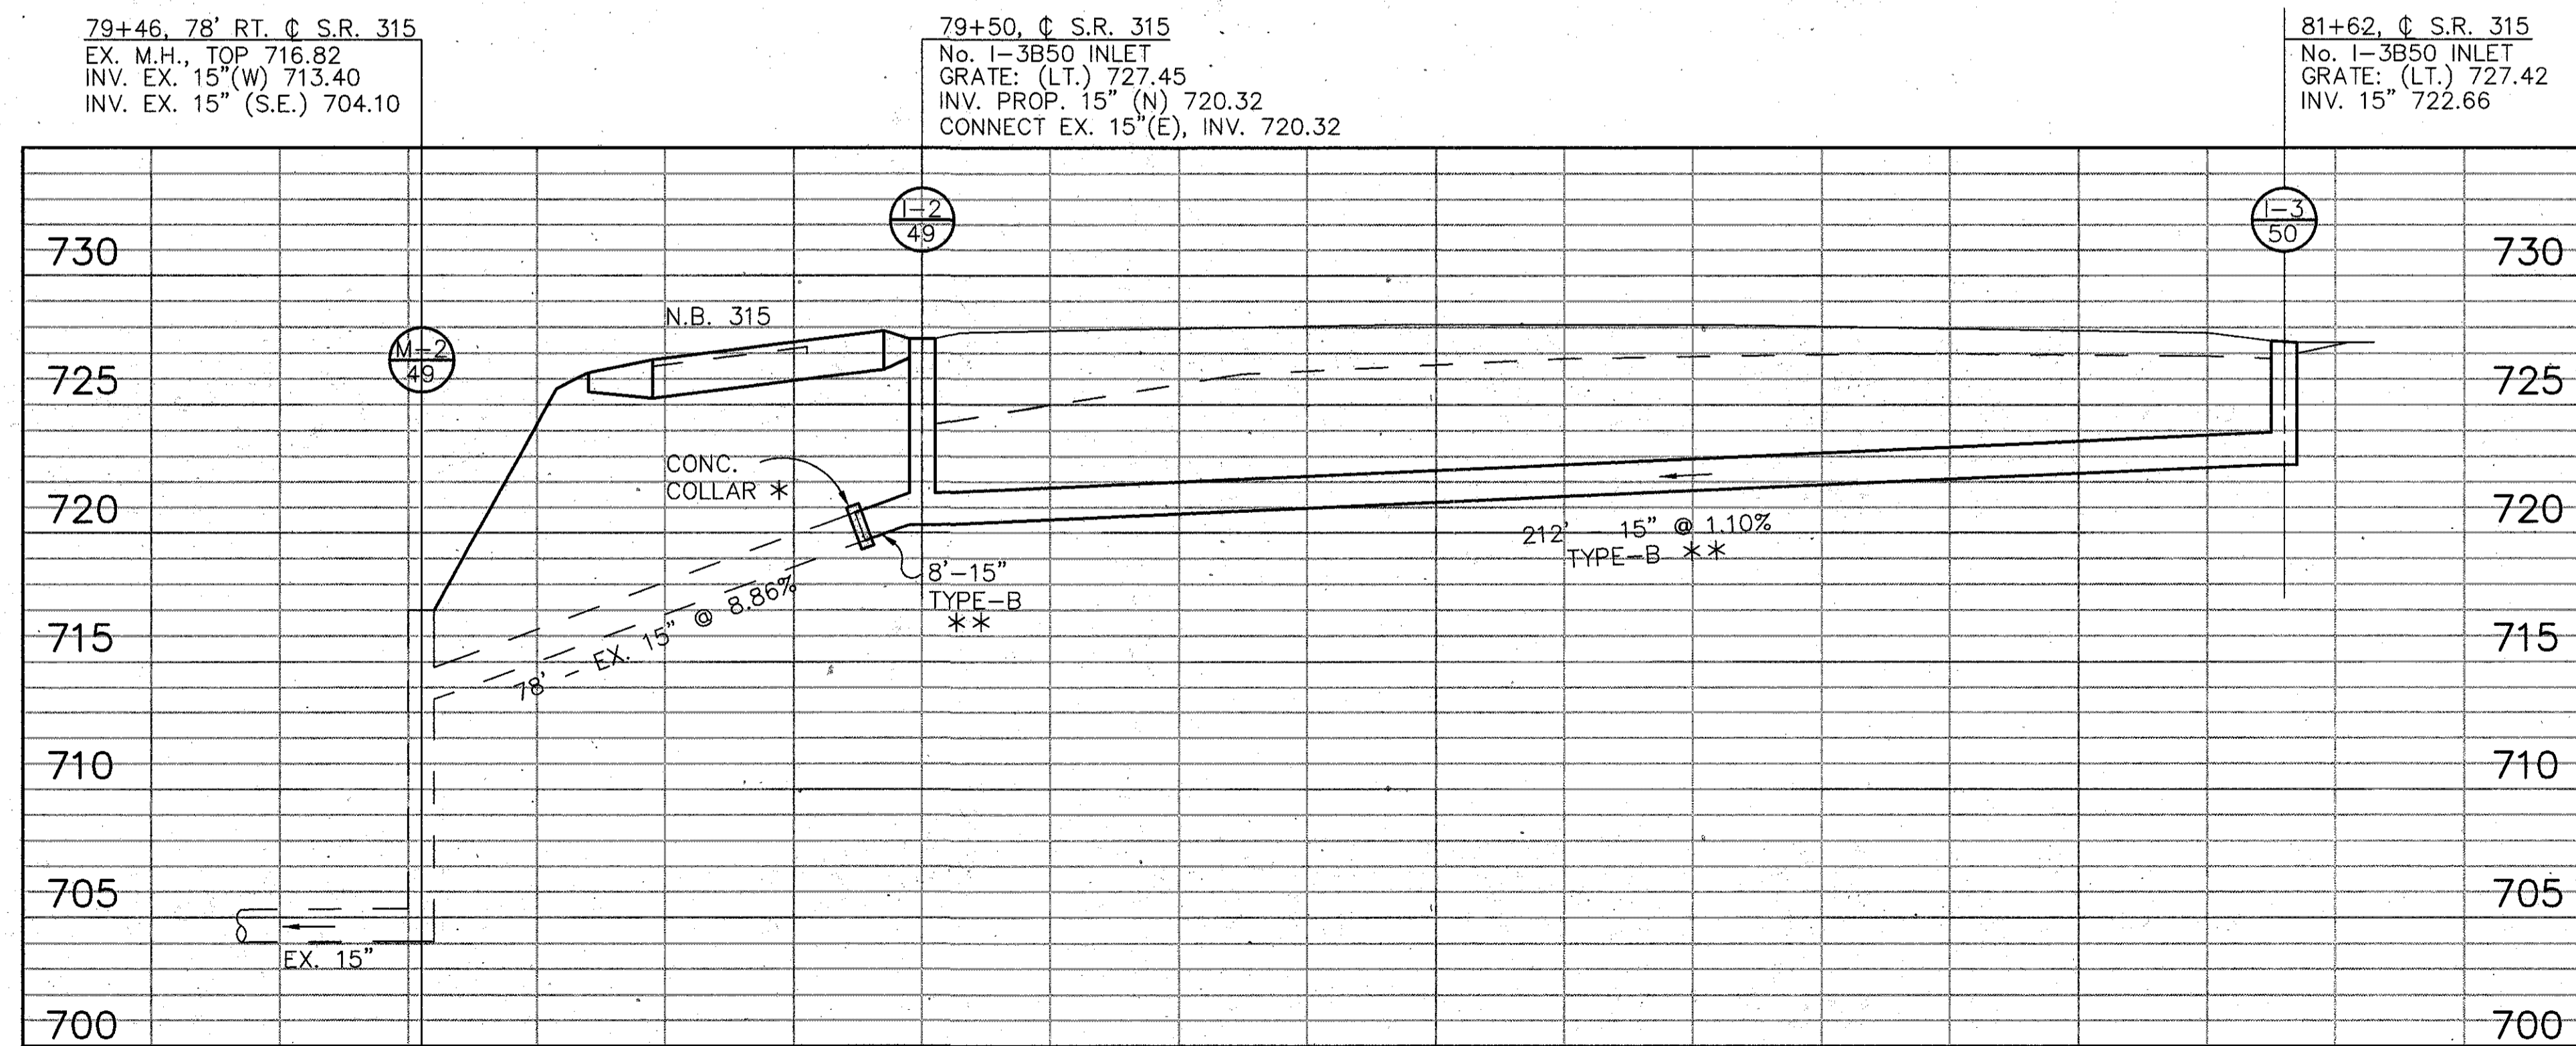 79+46, 78' RT. ℄ S.R. 315
EX. M.H., TOP 716.82
INV. EX. 15"(W) 713.40
INV. EX. 15" (S.E.) 704.10
79+50, ℄ S.R. 315
No. I-3B50 INLET
GRATE: (LT.) 727.45
INV. PROP. 15" (N) 720.32
CONNECT EX. 15"(E), INV. 720.32
81+62, ℄ S.R. 315
No. I-3B50 INLET
GRATE: (LT.) 727.42
INV. 15" 722.66
I-2
49
I-3
50
730
730
N.B. 315
M-2
49
725
725
CONC.
COLLAR *
720
720
212' - 15" @ 1.10%
TYPE-B **
8'-15"
TYPE-B
**
78' - EX. 15" @ 8.86%
715
715
710
710
705
705
EX. 15"
700
700